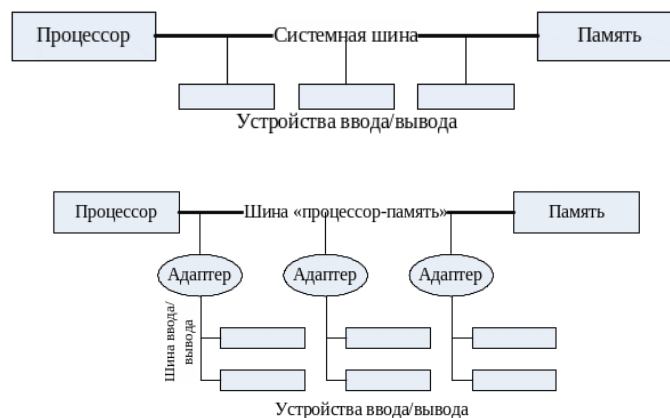 Процессор
Системная шина
Память
Устройства ввода/вывода
Процессор
Шина «процессор-память»
Память
Адаптер
Адаптер
Адаптер
Шина ввода/
вывода
Устройства ввода/вывода